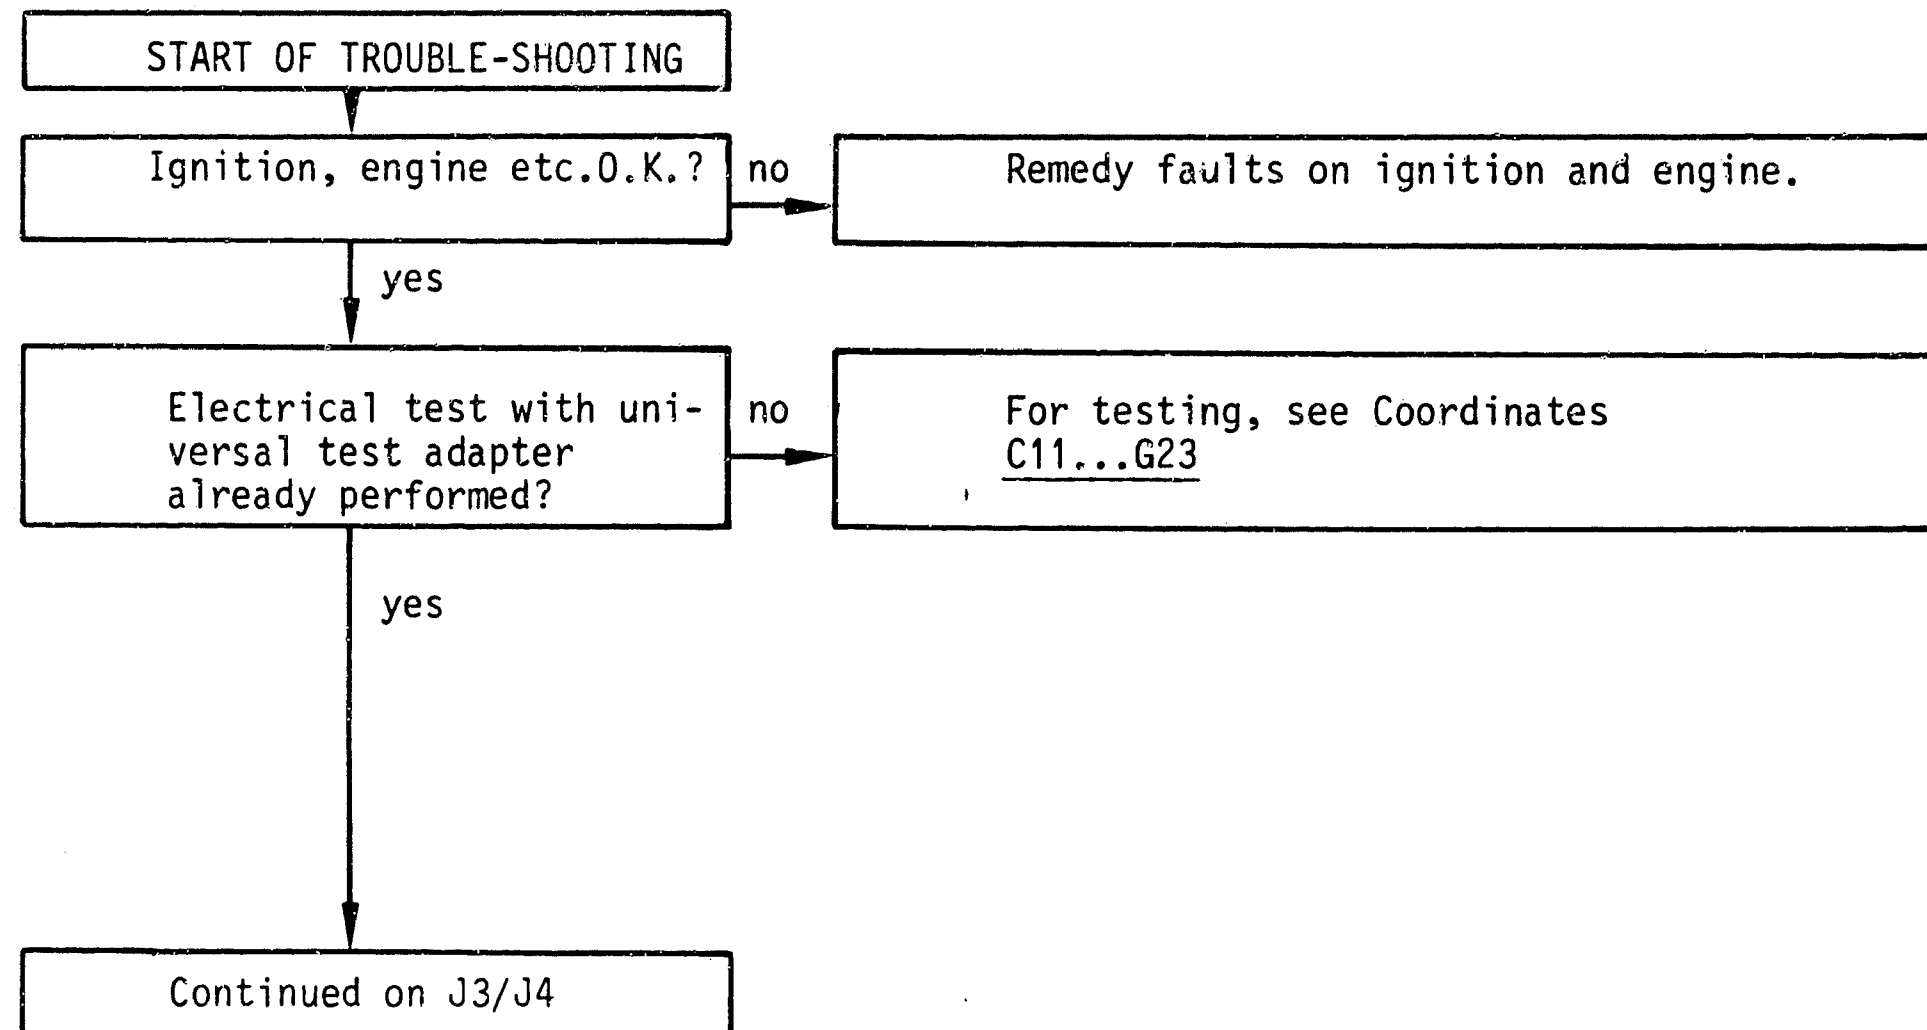 START OF TROUBLE-SHOOTING
Ignition, engine etc.O.K.?
no
Remedy faults on ignition and engine.
yes
Electrical test with uni-
versal test adapter
already performed?
no
For testing, see Coordinates
C11...G23
yes
Continued on J3/J4